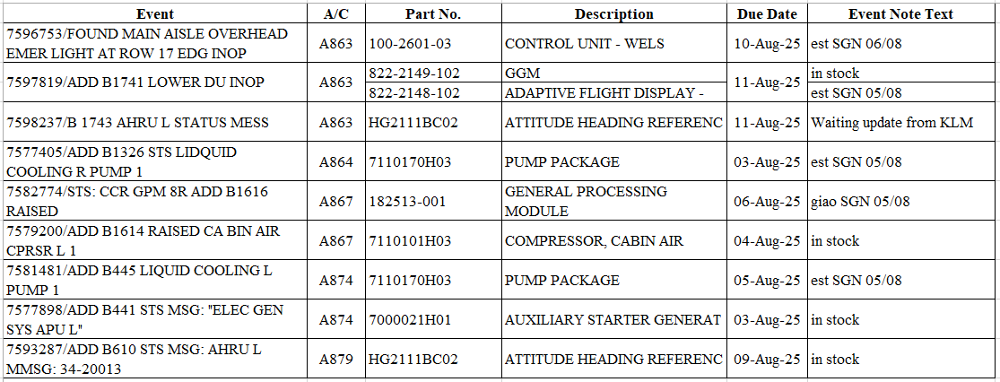 Event A/C Part No. Description Due Date Event Note Text
7596753/FOUND MAIN AISLE OVERHEAD
EMER LIGHT AT ROW 17 EDG INOP
A863 100-2601-03 CONTROL UNIT - WELS 10-Aug-25 est SGN 06/08
7597819/ADD B1741 LOWER DU INOP A863
822-2149-102 GGM 11-Aug-25 in stock
822-2148-102 ADAPTIVE FLIGHT DISPLAY - est SGN 05/08
7598237/B 1743 AHRU L STATUS MESS A863 HG2111BC02 ATTITUDE HEADING REFERENC 11-Aug-25 Waiting update from KLM
7577405/ADD B1326 STS LIDQUID
COOLING R PUMP 1
A864 7110170H03 PUMP PACKAGE 03-Aug-25 est SGN 05/08
7582774/STS: CCR GPM 8R ADD B1616
RAISED
A867 182513-001 GENERAL PROCESSING
MODULE
06-Aug-25 giao SGN 05/08
7579200/ADD B1614 RAISED CA BIN AIR
CPRSR L 1
A867 7110101H03 COMPRESSOR, CABIN AIR 04-Aug-25 in stock
7581481/ADD B445 LIQUID COOLING L
PUMP 1
A874 7110170H03 PUMP PACKAGE 05-Aug-25 est SGN 05/08
7577898/ADD B441 STS MSG: "ELEC GEN
SYS APU L"
A874 7000021H01 AUXILIARY STARTER GENERAT 03-Aug-25 in stock
7593287/ADD B610 STS MSG: AHRU L
MMSG: 34-20013
A879 HG2111BC02 ATTITUDE HEADING REFERENC 09-Aug-25 in stock